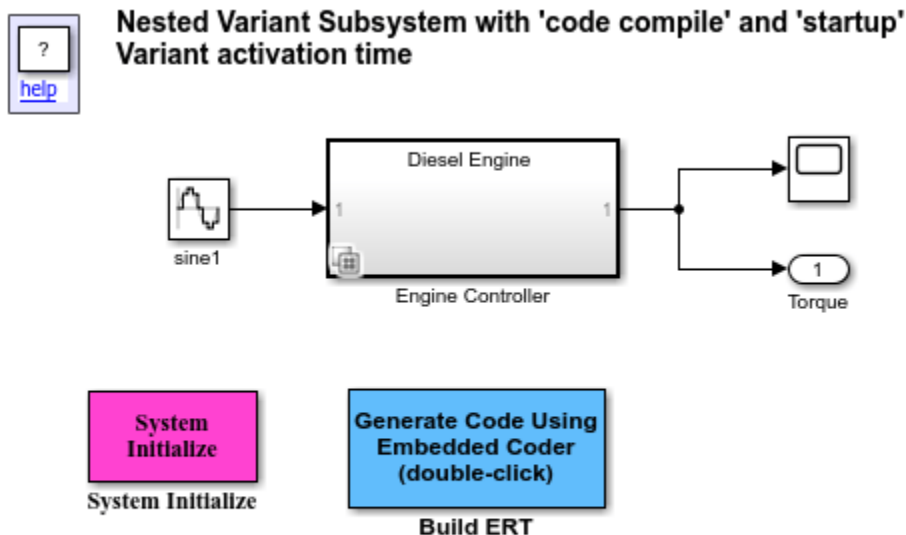 Nested Variant Subsystem with 'code compile' and 'startup'
Variant activation time
?
help
Diesel Engine
1
1
sine1
Engine Controller
1
Torque
System
Initialize
System Initialize
Generate Code Using
Embedded Coder
(double-click)
Build ERT